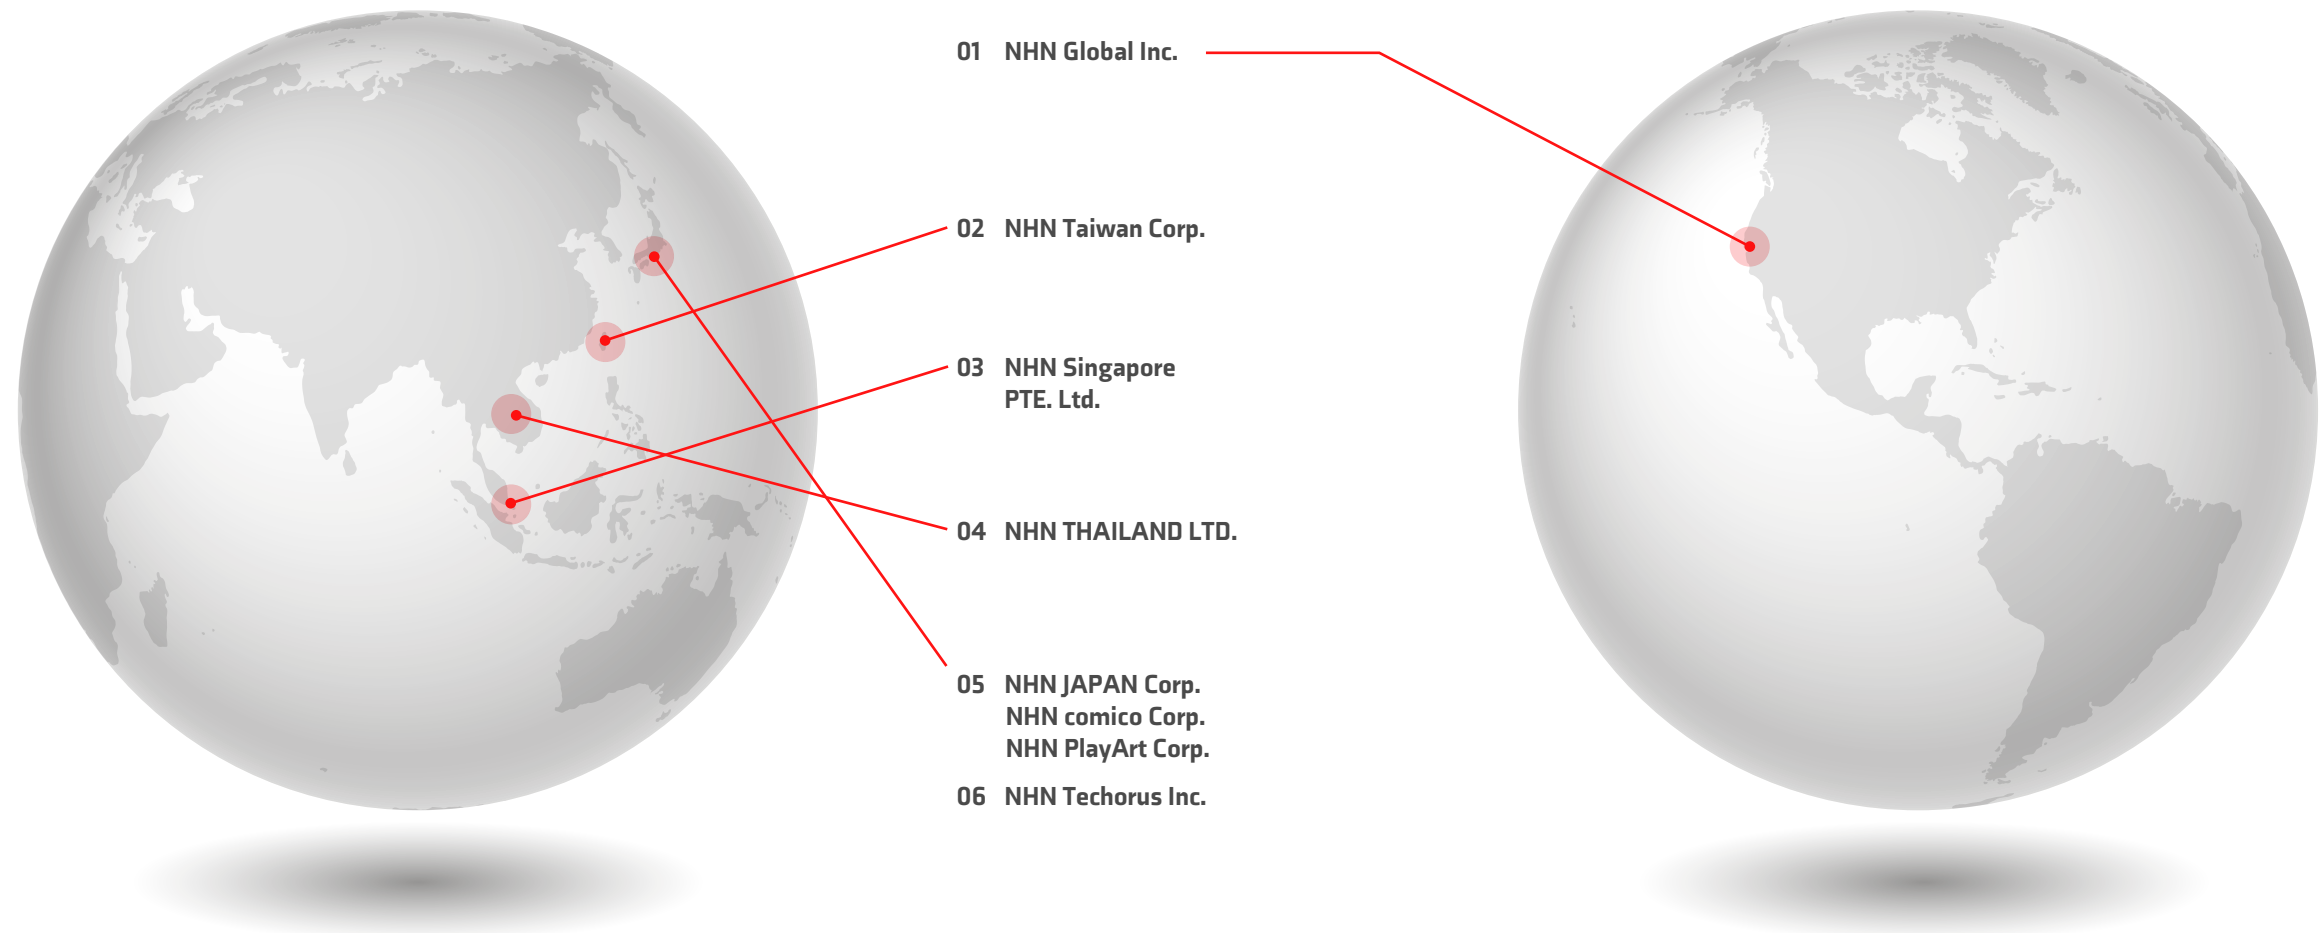 01 NHN Global Inc.
02 NHN Taiwan Corp.
03 NHN Singapore
PTE. Ltd.
04 NHN THAILAND LTD.
05 NHN JAPAN Corp.
NHN comico Corp.
NHN PlayArt Corp.
06 NHN Techorus Inc.